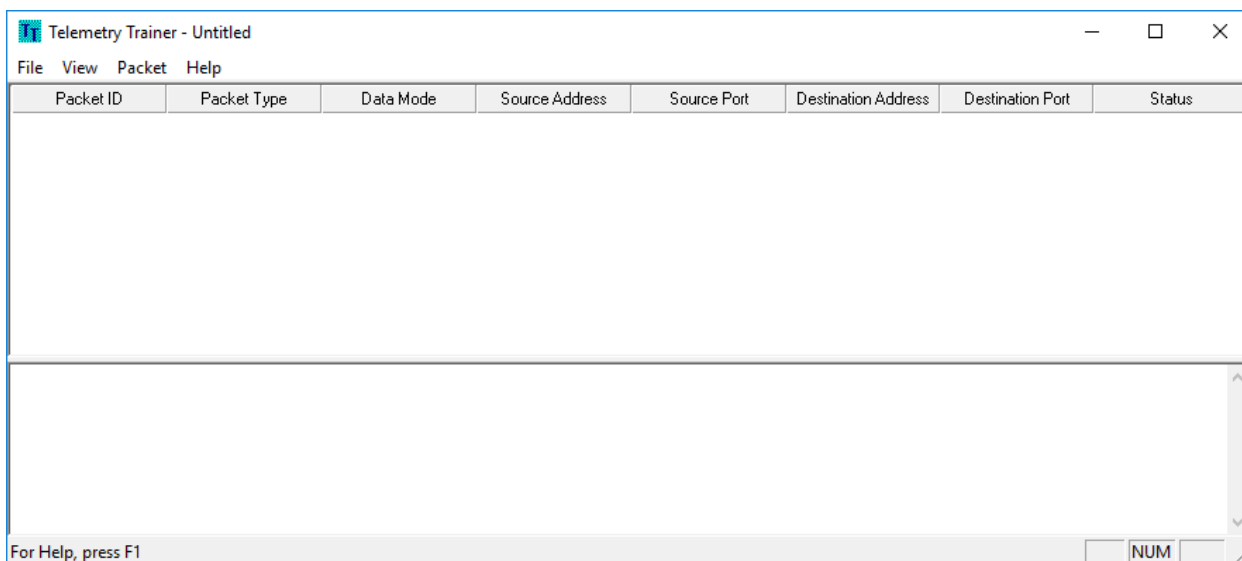 TT Telemetry Trainer - Untitled
File View Packet Help
Packet ID Packet Type Data Mode Source Address Source Port Destination Address Destination Port Status
For Help, press F1 NUM